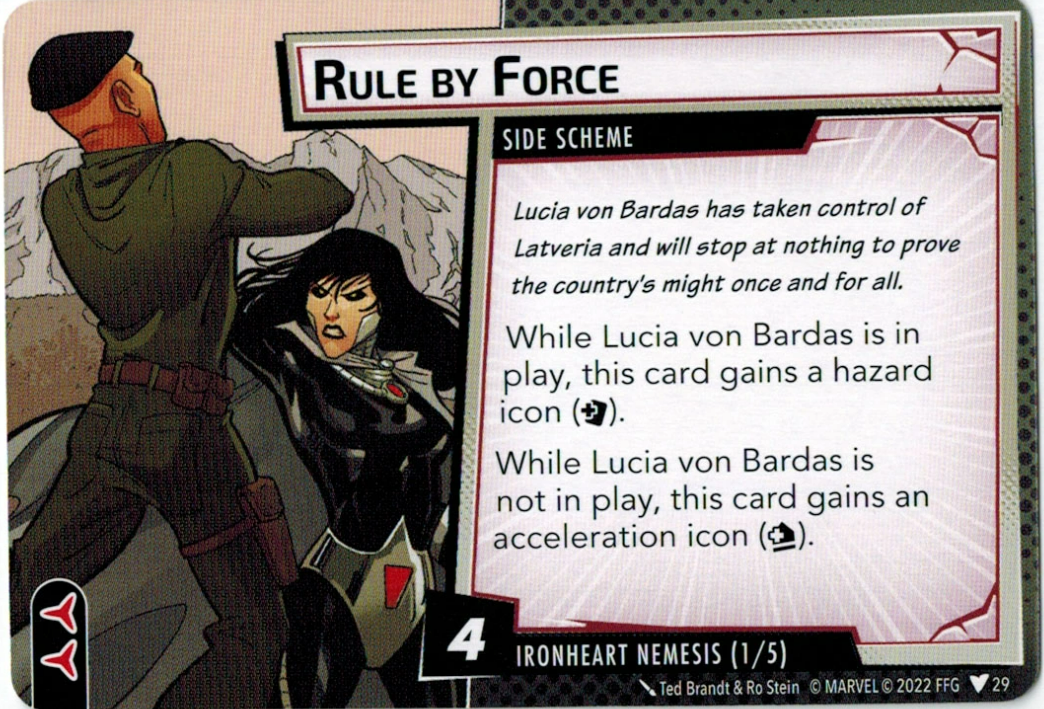 RULE BY FORCE
SIDE SCHEME
Lucia von Bardas has taken control of
Latveria and will stop at nothing to prove
the country's might once and for all.
While Lucia von Bardas is in
play, this card gains a hazard
icon ( ).
While Lucia von Bardas is
not in play, this card gains an
acceleration icon ( ).
4
IRONHEART NEMESIS (1/5)
Ted Brandt & Ro Stein © MARVEL © 2022 FFG 29